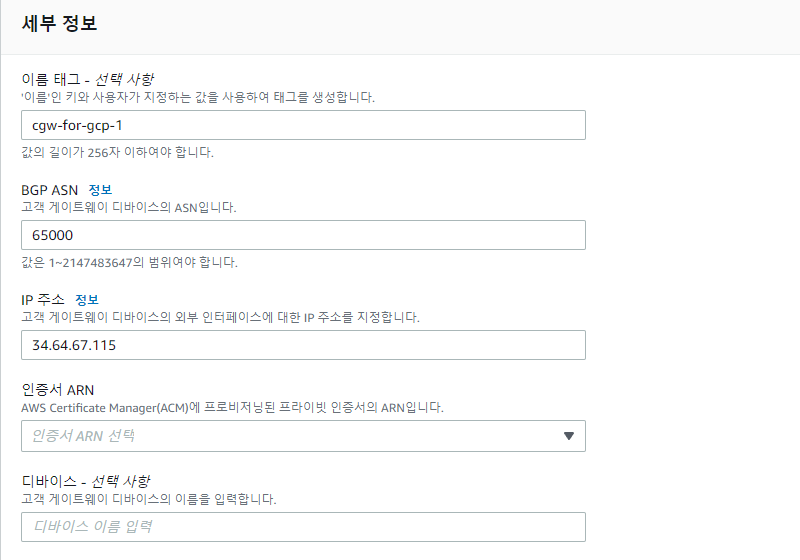 세부 정보
이름 태그 - 선택 사항
'이름'인 키와 사용자가 지정하는 값을 사용하여 태그를 생성합니다.
cgw-for-gcp-1
값의 길이가 256자 이하여야 합니다.
BGP ASN 정보
고객 게이트웨이 디바이스의 ASN입니다.
65000
값은 1~2147483647의 범위여야 합니다.
IP 주소 정보
고객 게이트웨이 디바이스의 외부 인터페이스에 대한 IP 주소를 지정합니다.
34.64.67.115
인증서 ARN
AWS Certificate Manager(ACM)에 프로비저닝된 프라이빗 인증서의 ARN입니다.
인증서 ARN 선택
디바이스 - 선택 사항
고객 게이트웨이 디바이스의 이름을 입력합니다.
디바이스 이름 입력